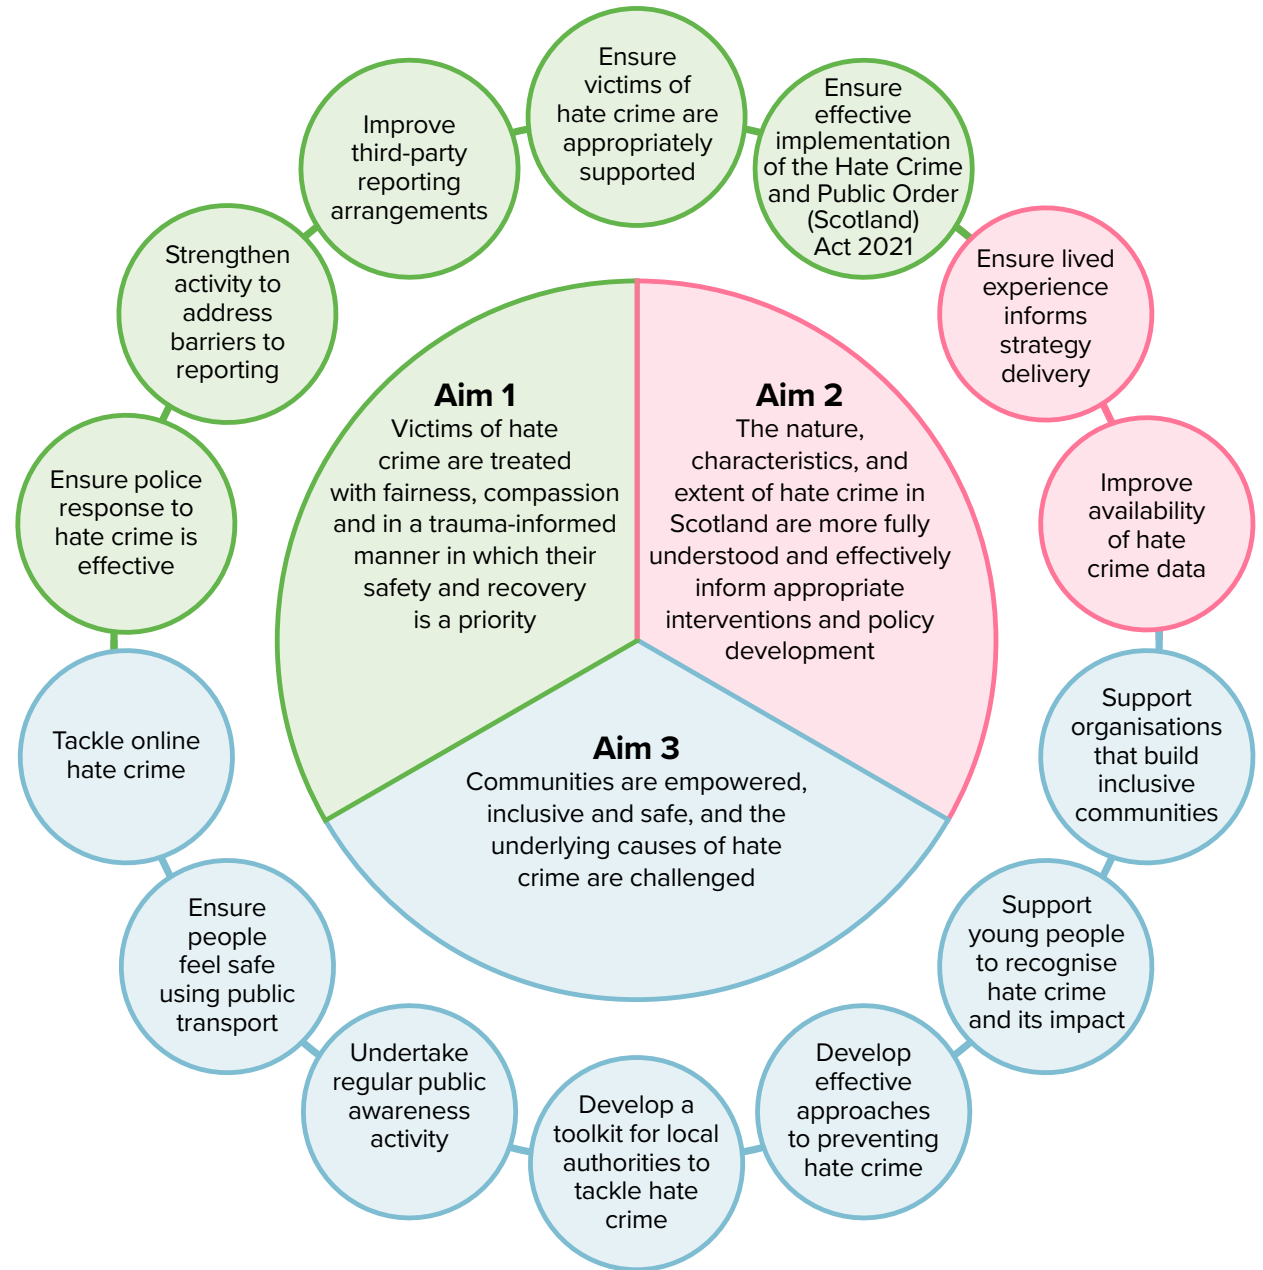 Ensure
victims of
hate crime are
appropriately
supported
Ensure
effective
implementation
of the Hate Crime
and Public Order
(Scotland)
Act 2021
Ensure lived
experience
informs
strategy
delivery
Improve
availability
of hate
crime data
Support
organisations
that build
inclusive
communities
Support
young people
to recognise
hate crime
and its impact
Develop
effective
approaches
to preventing
hate crime
Develop a
toolkit for local
authorities to
tackle hate
crime
Undertake
regular public
awareness
activity
Ensure
people
feel safe
using public
transport
Tackle online
hate crime
Ensure police
response to
hate crime is
effective
Strengthen
activity to
address
barriers to
reporting
Improve
third-party
reporting
arrangements
Aim 1
Victims of hate
crime are treated
with fairness, compassion
and in a trauma-informed
manner in which their
safety and recovery
is a priority
Aim 2
The nature,
characteristics, and
extent of hate crime in
Scotland are more fully
understood and effectively
inform appropriate
interventions and policy
development
Aim 3
Communities are empowered,
inclusive and safe, and the
underlying causes of hate
crime are challenged